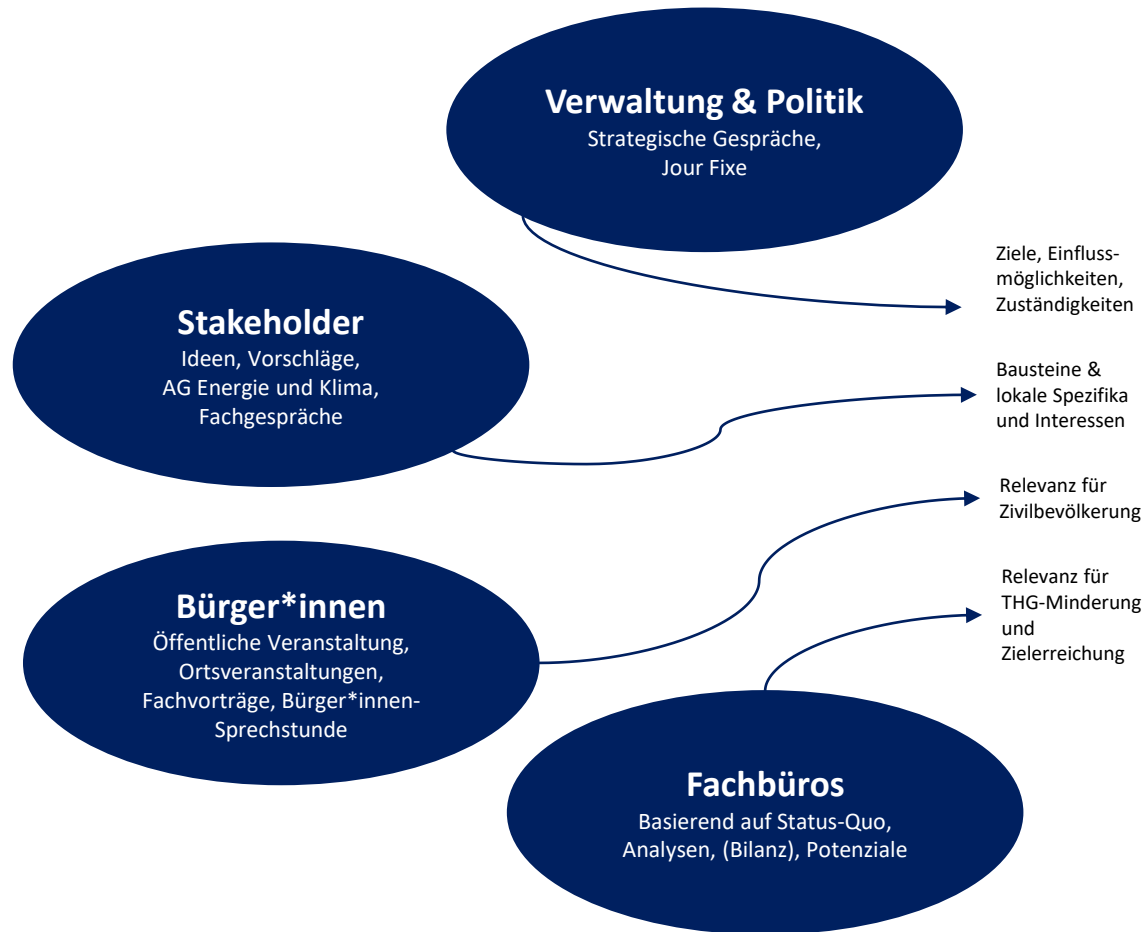 Verwaltung & Politik
Strategische Gespräche,
Jour Fixe
Ziele, Einfluss-
möglichkeiten,
Zuständigkeiten
Stakeholder
Ideen, Vorschläge,
AG Energie und Klima,
Fachgespräche
Bausteine &
lokale Spezifika
und Interessen
Relevanz für
Zivilbevölkerung
Bürger*innen
Öffentliche Veranstaltung,
Ortsveranstaltungen,
Fachvorträge, Bürger*innen-
Sprechstunde
Relevanz für
THG-Minderung
und
Zielerreichung
Fachbüros
Basierend auf Status-Quo,
Analysen, (Bilanz), Potenziale